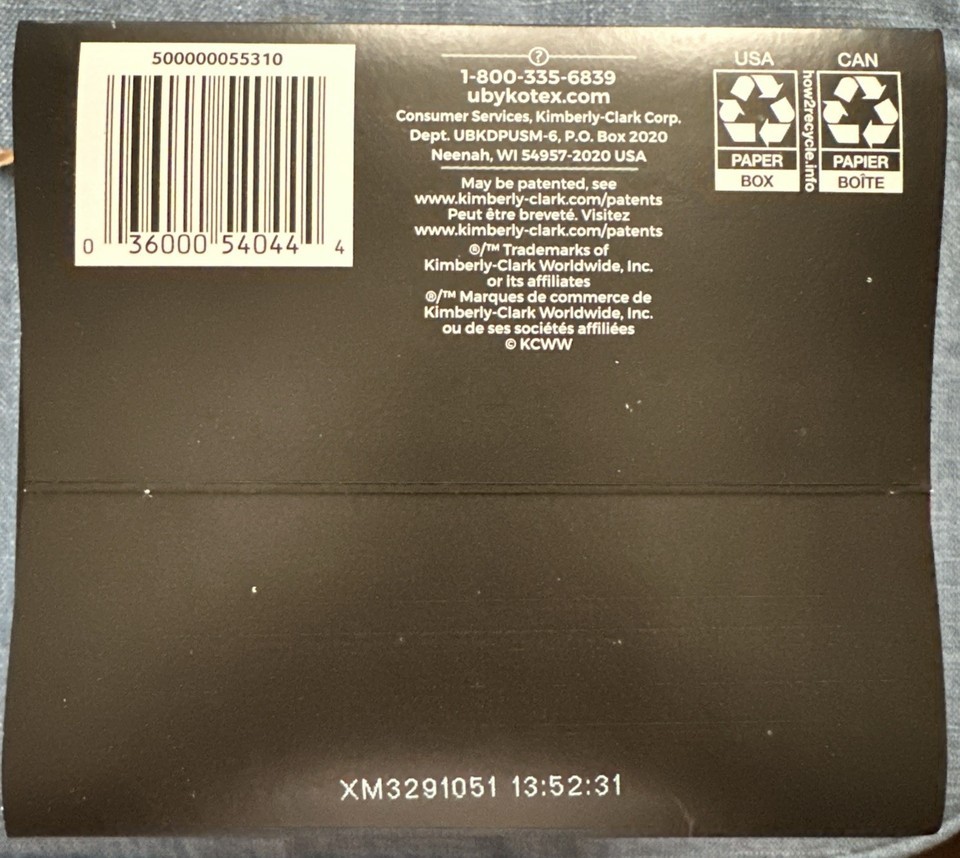 500000055310
0 36000 54044 4
?
1-800-335-6839
ubykotex.com
Consumer Services, Kimberly-Clark Corp.
Dept. UBKDPUSM-6, P.O. Box 2020
Neenah, WI 54957-2020 USA
May be patented, see
www.kimberly-clark.com/patents
Peut être breveté. Visitez
www.kimberly-clark.com/patents
®/™ Trademarks of
Kimberly-Clark Worldwide, Inc.
or its affiliates
®/™ Marques de commerce de
Kimberly-Clark Worldwide, Inc.
ou de ses sociétés affiliées
© KCWW
USA
PAPER
BOX
how2recycle.info
CAN
PAPIER
BOÎTE
XM3291051 13:52:31